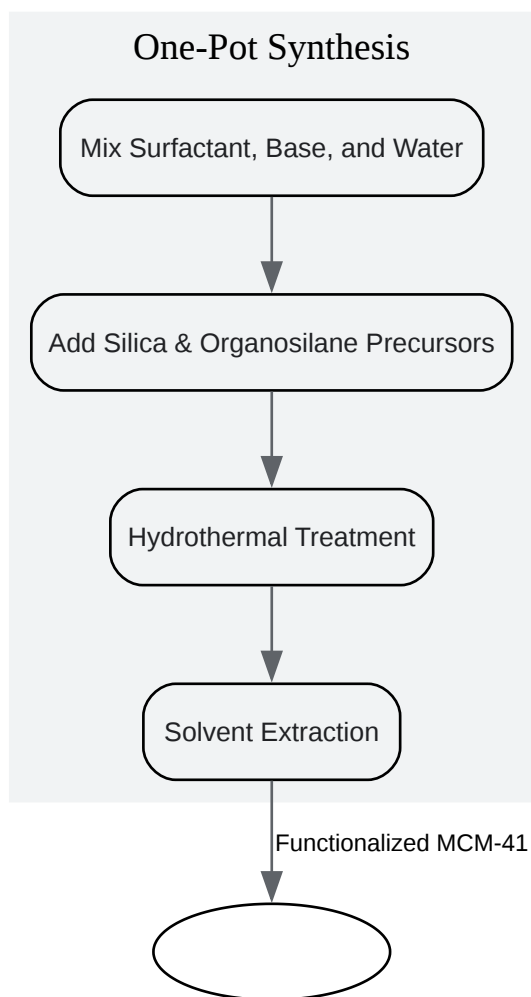 One-Pot Synthesis
Mix Surfactant, Base, and Water
Add Silica & Organosilane Precursors
Hydrothermal Treatment
Solvent Extraction
Functionalized MCM-41